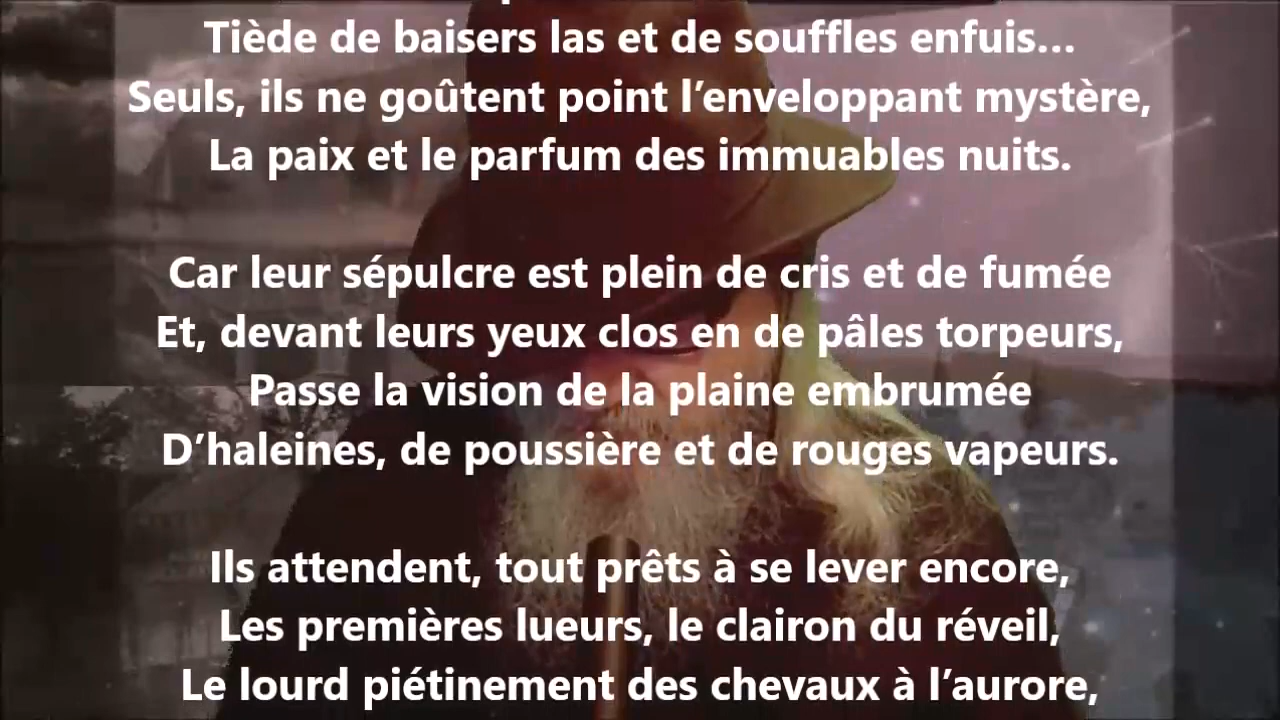 Tiède de baisers las et de souffles enfuis…
Seuls, ils ne goûtent point l’enveloppant mystère,
La paix et le parfum des immuables nuits.
Car leur sépulcre est plein de cris et de fumée
Et, devant leurs yeux clos en de pâles torpeurs,
Passe la vision de la plaine embrumée
D’haleines, de poussière et de rouges vapeurs.
Ils attendent, tout prêts à se lever encore,
Les premières lueurs, le clairon du réveil,
Le lourd piétinement des chevaux à l’aurore,